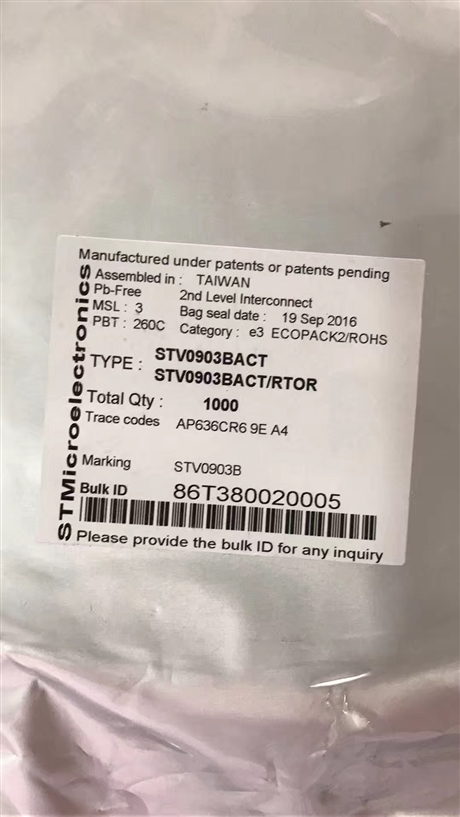 Manufactured under patents or patents pending
STMicroelectronics
Assembled in : TAIWAN
Pb-Free 2nd Level Interconnect
MSL : 3 Bag seal date : 19 Sep 2016
PBT : 260C Category : e3 ECOPACK2/ROHS
TYPE : STV0903BACT
STV0903BACT/RTOR
Total Qty : 1000
Trace codes AP636CR6 9E A4
Marking STV0903B
Bulk ID 86T380020005
Please provide the bulk ID for any inquiry